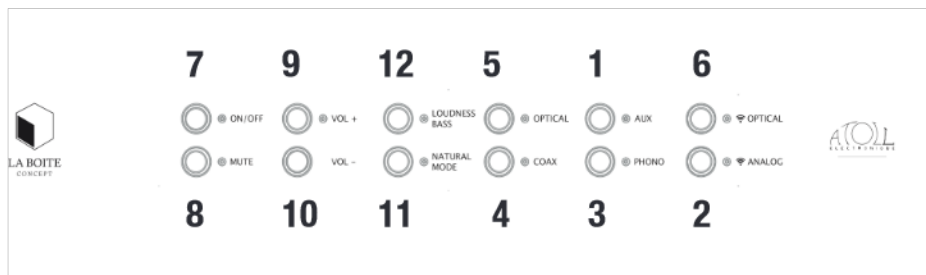 7 9 12 5 1 6
ON/OFF VOL + LOUDNESS BASS OPTICAL AUX OPTICAL
LA BOITE
CONCEPT
ATOLL
ELECTRONIQUE
MUTE VOL – NATURAL MODE COAX PHONO ANALOG
8 10 11 4 3 2